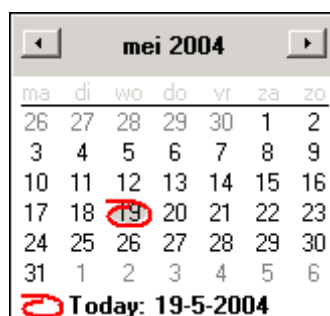 mei 2004
ma di wo do vr za zo
26 27 28 29 30 1 2
3 4 5 6 7 8 9
10 11 12 13 14 15 16
17 18 19 20 21 22 23
24 25 26 27 28 29 30
31 1 2 3 4 5 6
Today: 19-5-2004